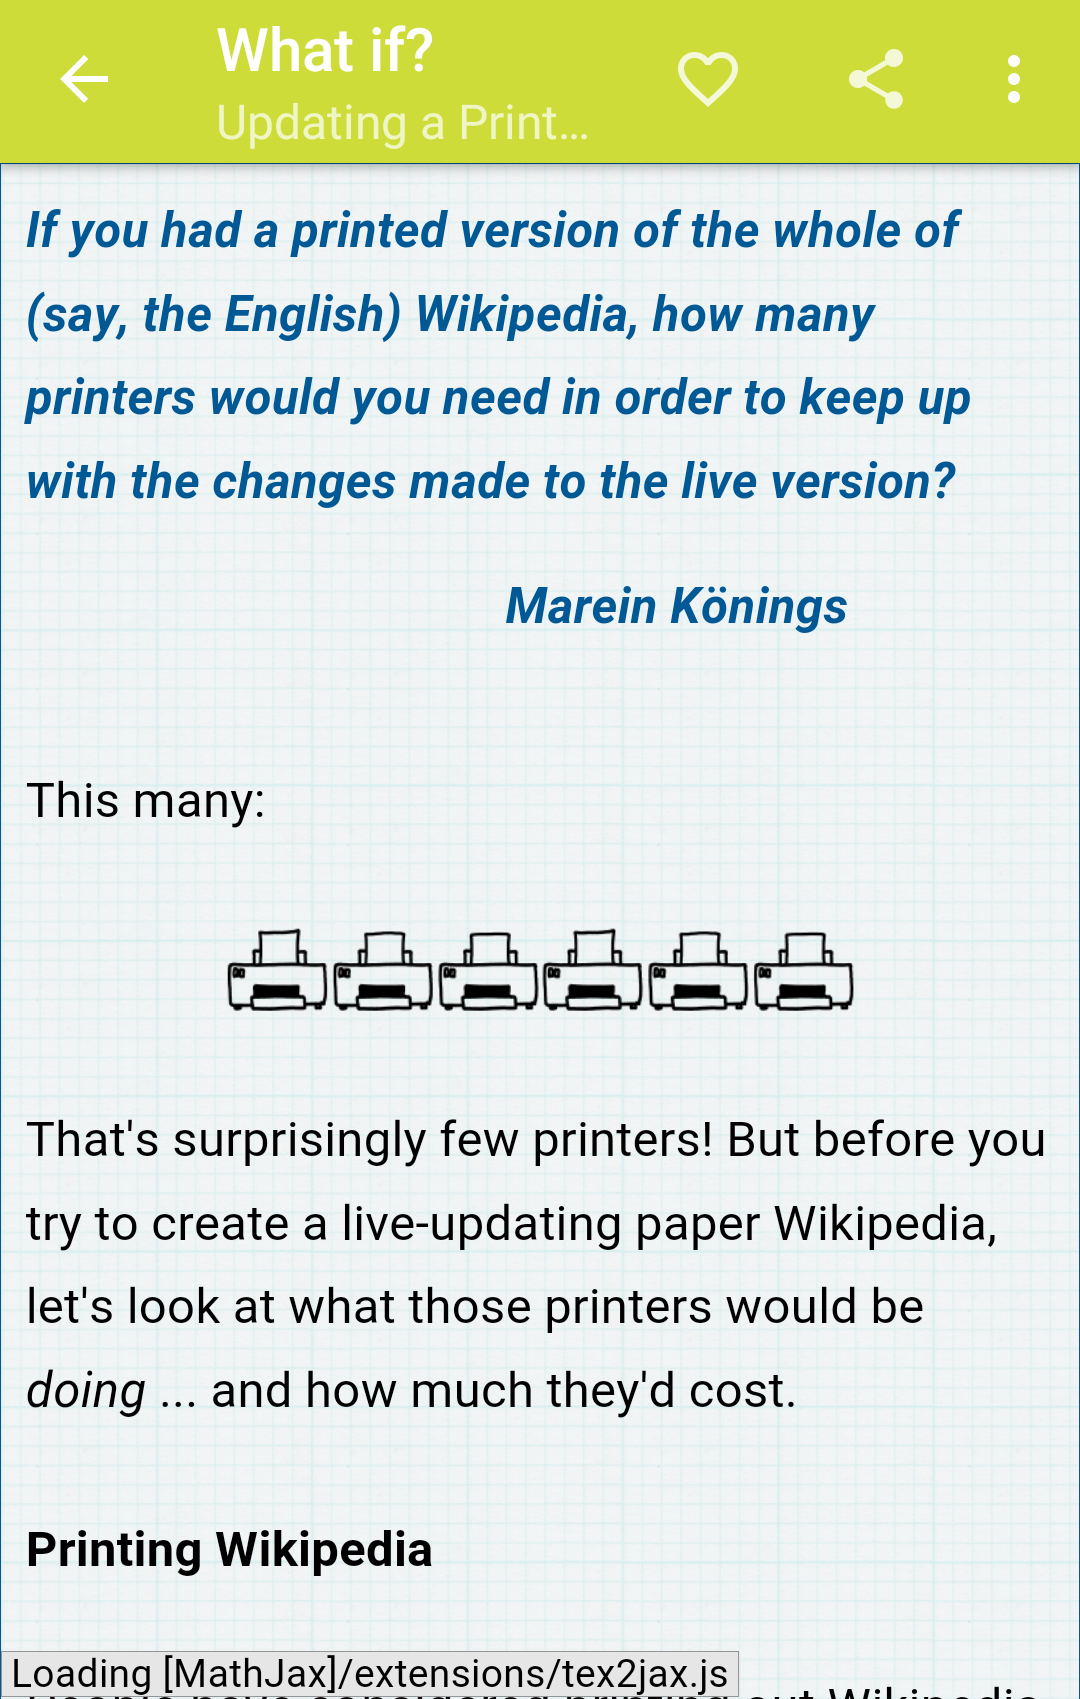 What if?
Updating a Print...
If you had a printed version of the whole of
(say, the English) Wikipedia, how many
printers would you need in order to keep up
with the changes made to the live version?
Marein Könings
This many:
That's surprisingly few printers! But before you
try to create a live-updating paper Wikipedia,
let's look at what those printers would be
doing ... and how much they'd cost.
Printing Wikipedia
Loading [MathJax]/extensions/tex2jax.js